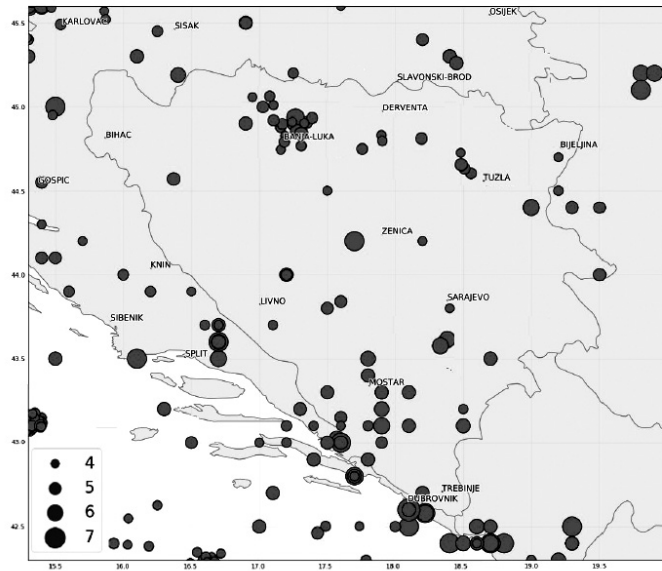 45.5
KARLOVAC
SISAK
OSIJEK
SLAVONSKI-BROD
45.0
DERVENTA
BIHAC
BANJA-LUKA
BIJELJINA
44.5
GOSPIC
TUZLA
ZENICA
44.0
KNIN
LIVNO
SARAJEVO
SIBENIK
43.5
SPLIT
MOSTAR
43.0
4
5
6
7
TREBINJE
DUBROVNIK
42.5
15.5 16.0 16.5 17.0 17.5 18.0 18.5 19.0 19.5